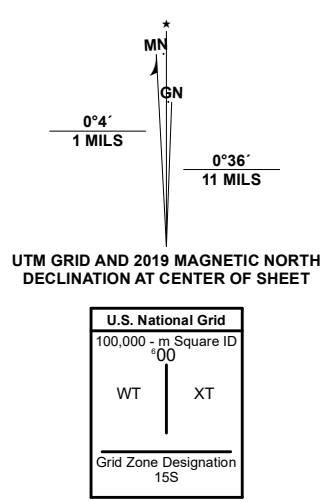 ★
MN
GN
0°4´
1 MILS
0°36´
11 MILS
UTM GRID AND 2019 MAGNETIC NORTH
DECLINATION AT CENTER OF SHEET
U.S. National Grid
100,000 - m Square ID
⁶00
WT XT
Grid Zone Designation
15S